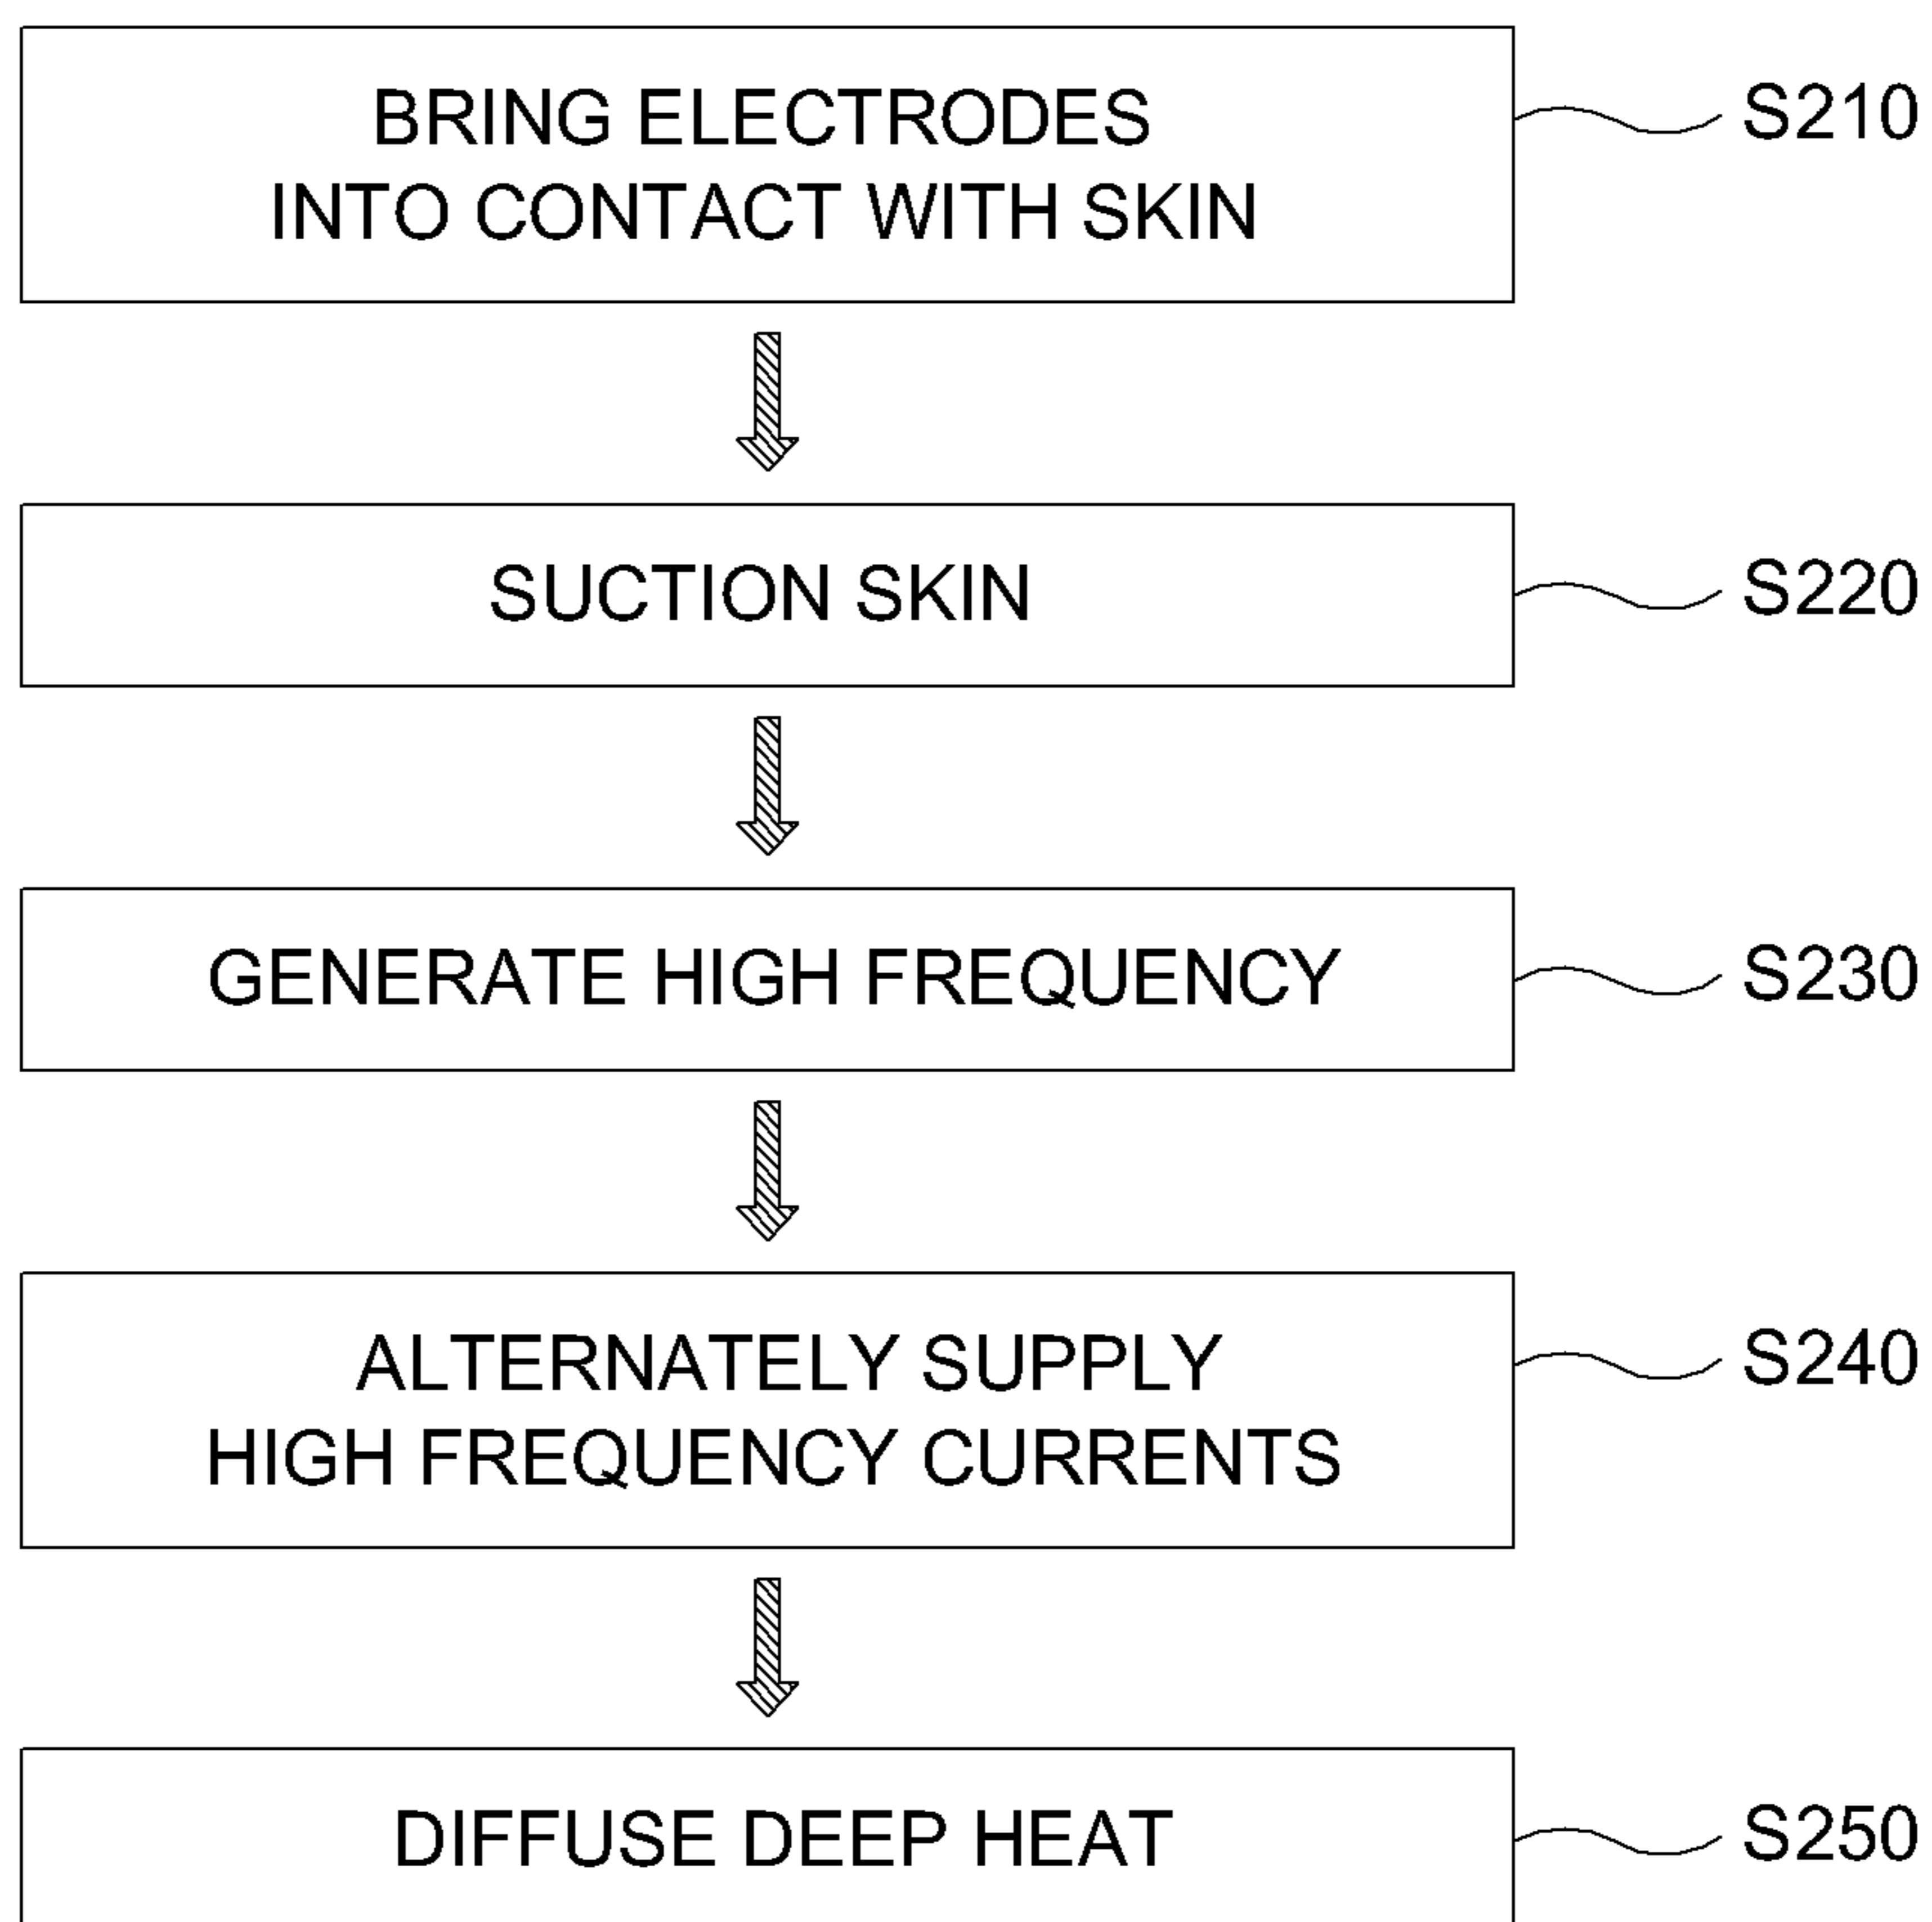 BRING ELECTRODES
INTO CONTACT WITH SKIN
S210
SUCTION SKIN
S220
GENERATE HIGH FREQUENCY
S230
ALTERNATELY SUPPLY
HIGH FREQUENCY CURRENTS
S240
DIFFUSE DEEP HEAT
S250